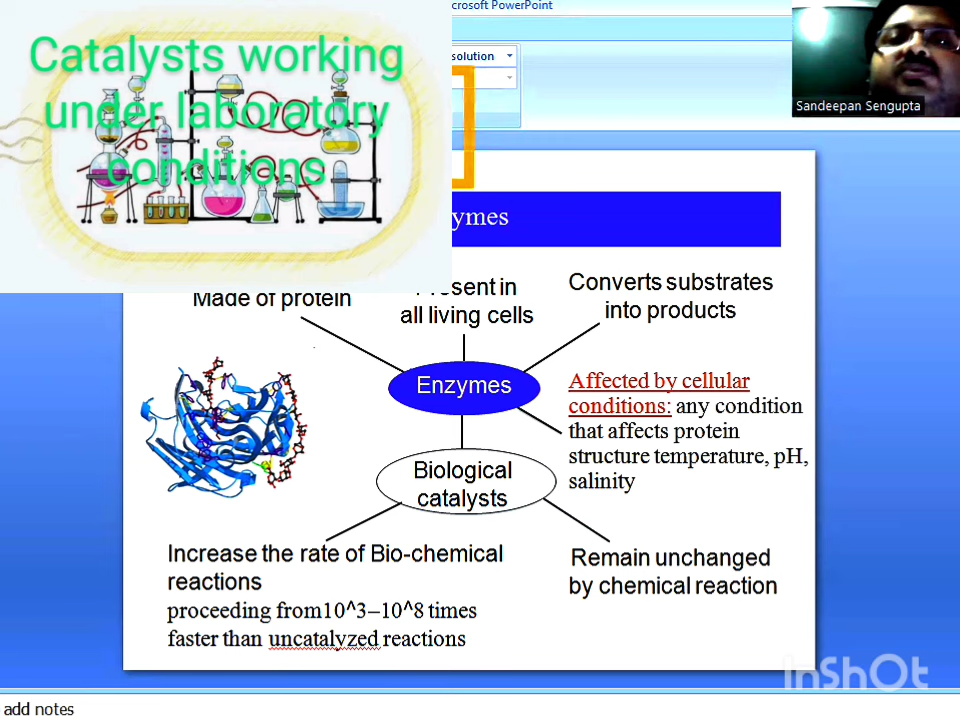 crosoft PowerPoint
solution
Sandeepan Sengupta
Catalysts working
under laboratory
conditions
ymes
Made of protein
Present in
all living cells
Converts substrates
into products
Enzymes
Affected by cellular
conditions: any condition
that affects protein
structure temperature, pH,
salinity
Biological
catalysts
Increase the rate of Bio-chemical
reactions
proceeding from10^3–10^8 times
faster than uncatalyzed reactions
Remain unchanged
by chemical reaction
InShOt
add notes